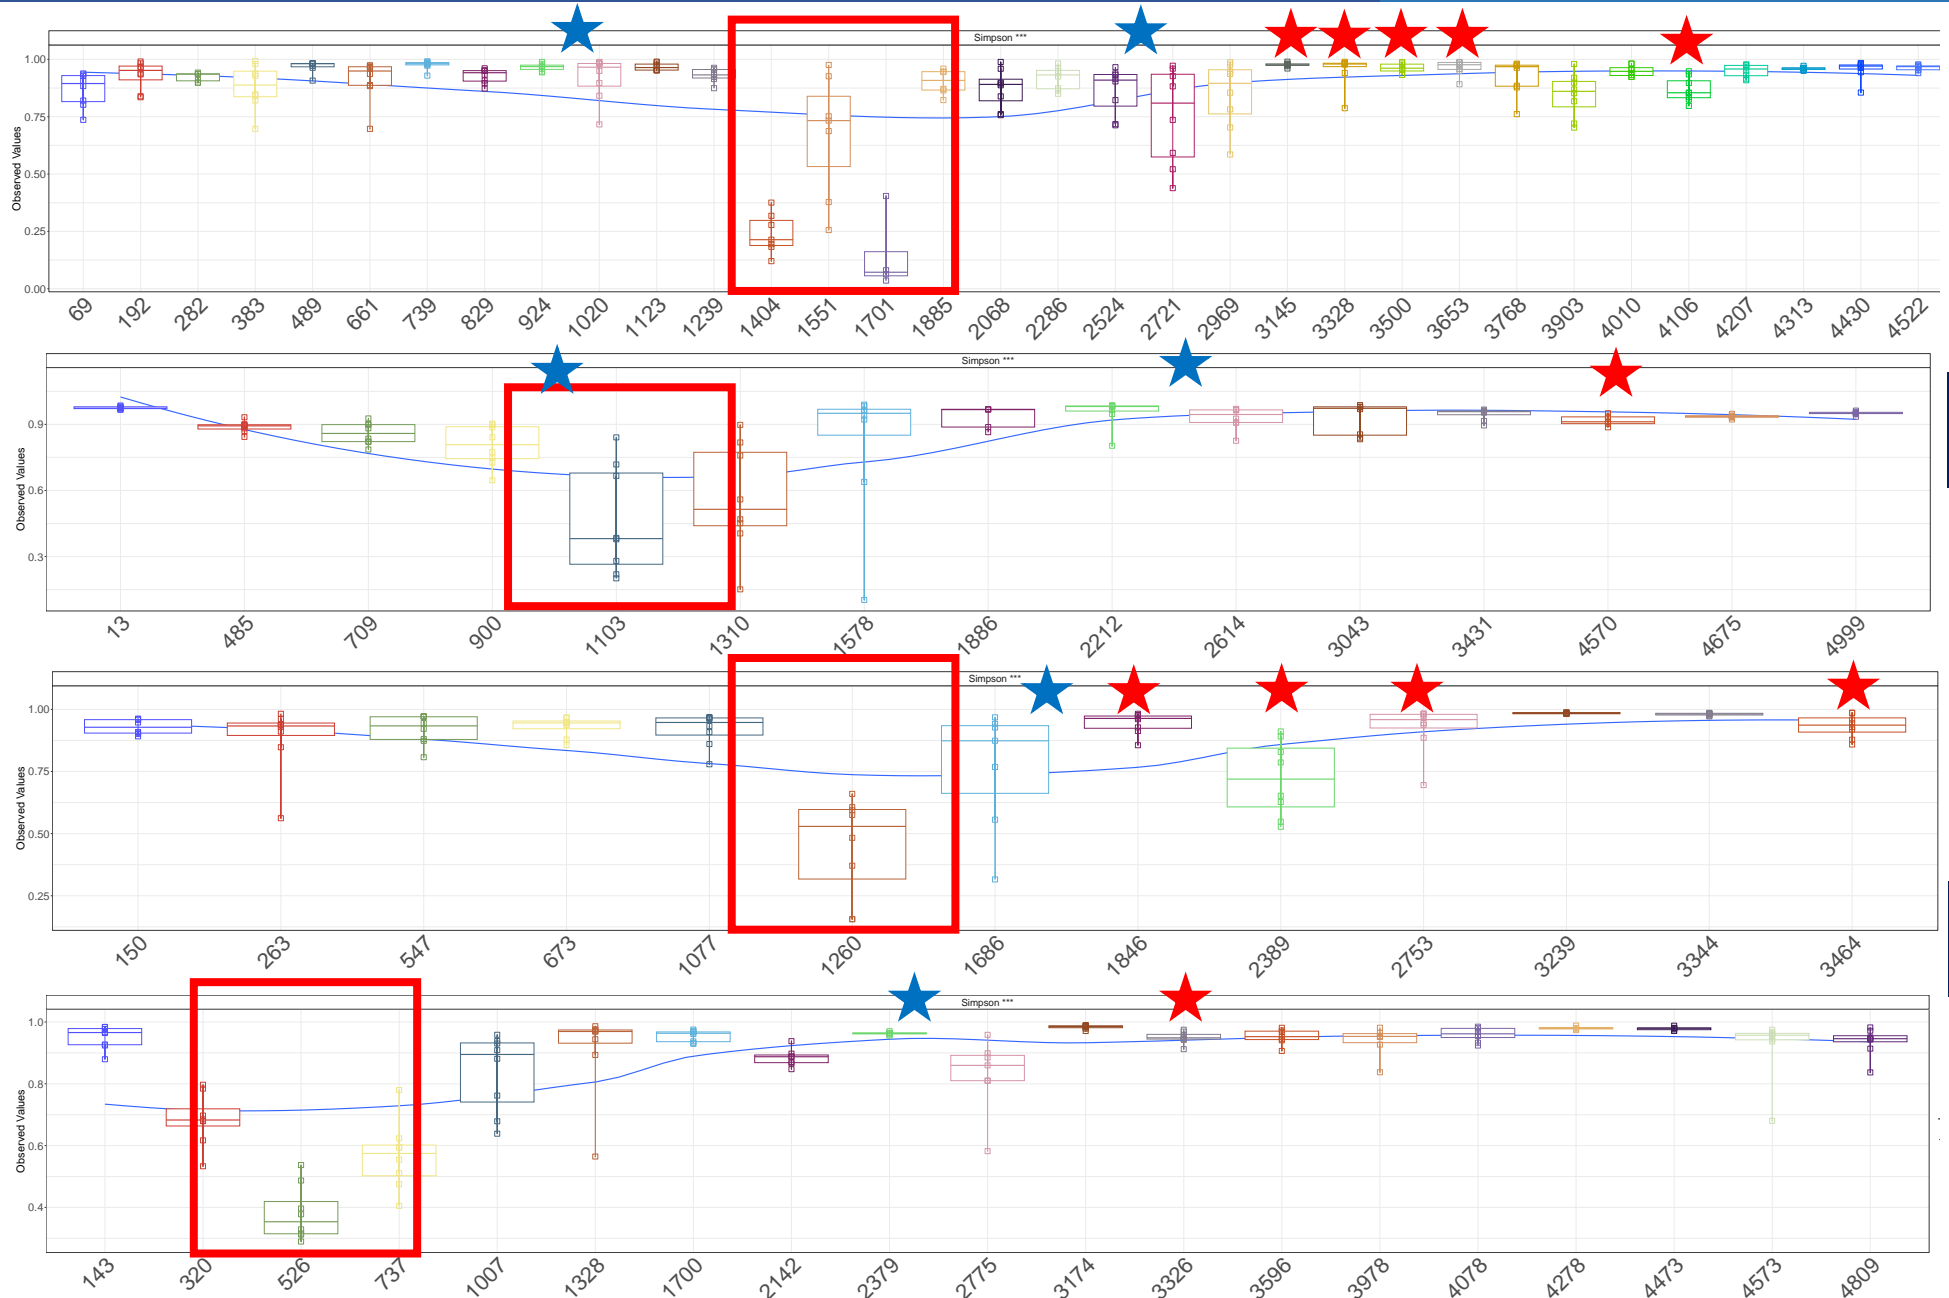 Simpson ***
Observed Values
1.00
0.75
0.50
0.25
0.00
69 192 282 383 489 661 739 829 924 1020 1123 1239 1404 1551 1701 1885 2068 2286 2524 2721 2969 3145 3328 3500 3653 3768 3903 4010 4106 4207 4313 4430 4522
Simpson ***
Observed Values
0.9
0.6
0.3
13 485 709 900 1103 1310 1578 1886 2212 2614 3043 3431 4570 4675 4999
Simpson ***
Observed Values
1.00
0.75
0.50
0.25
150 263 547 673 1077 1260 1686 1846 2389 2753 3239 3344 3464
Simpson ***
Observed Values
1.0
0.8
0.6
0.4
143 320 526 737 1007 1328 1700 2142 2379 2775 3174 3326 3596 3978 4078 4278 4473 4573 4809